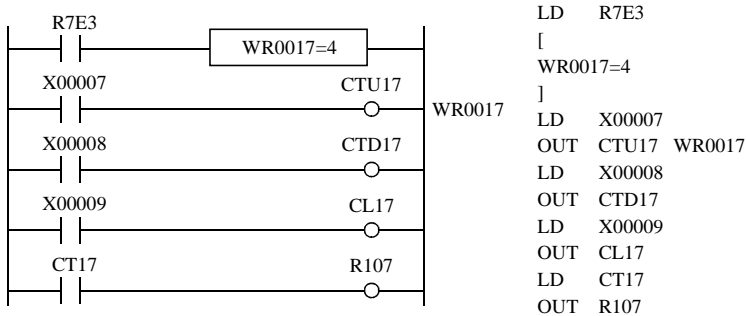 R7E3
WR0017=4
X00007 CTU17
WR0017
X00008 CTD17
X00009 CL17
CT17 R107
LD R7E3
[
WR0017=4
]
LD X00007
OUT CTU17 WR0017
LD X00008
OUT CTD17
LD X00009
OUT CL17
LD CT17
OUT R107